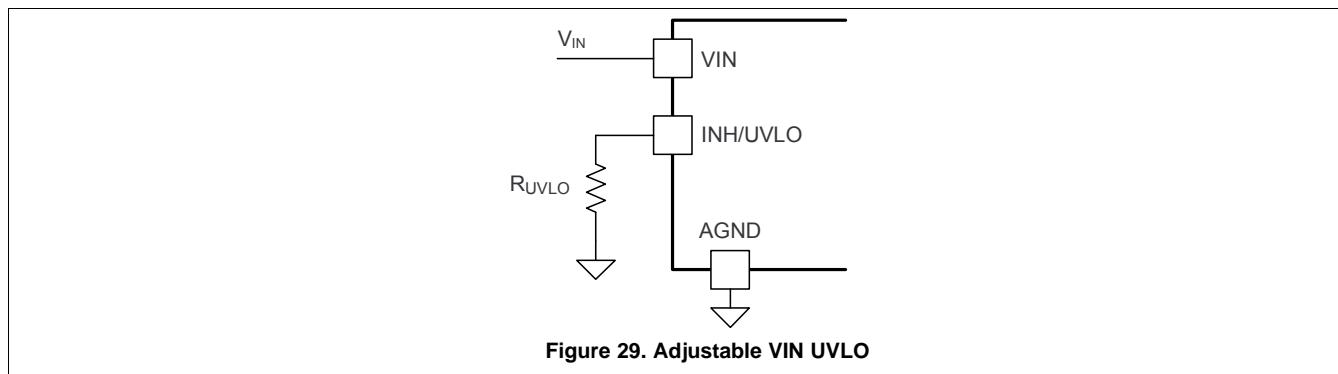 VIN
VIN
INH/UVLO
RUVLO
AGND
Figure 29. Adjustable VIN UVLO